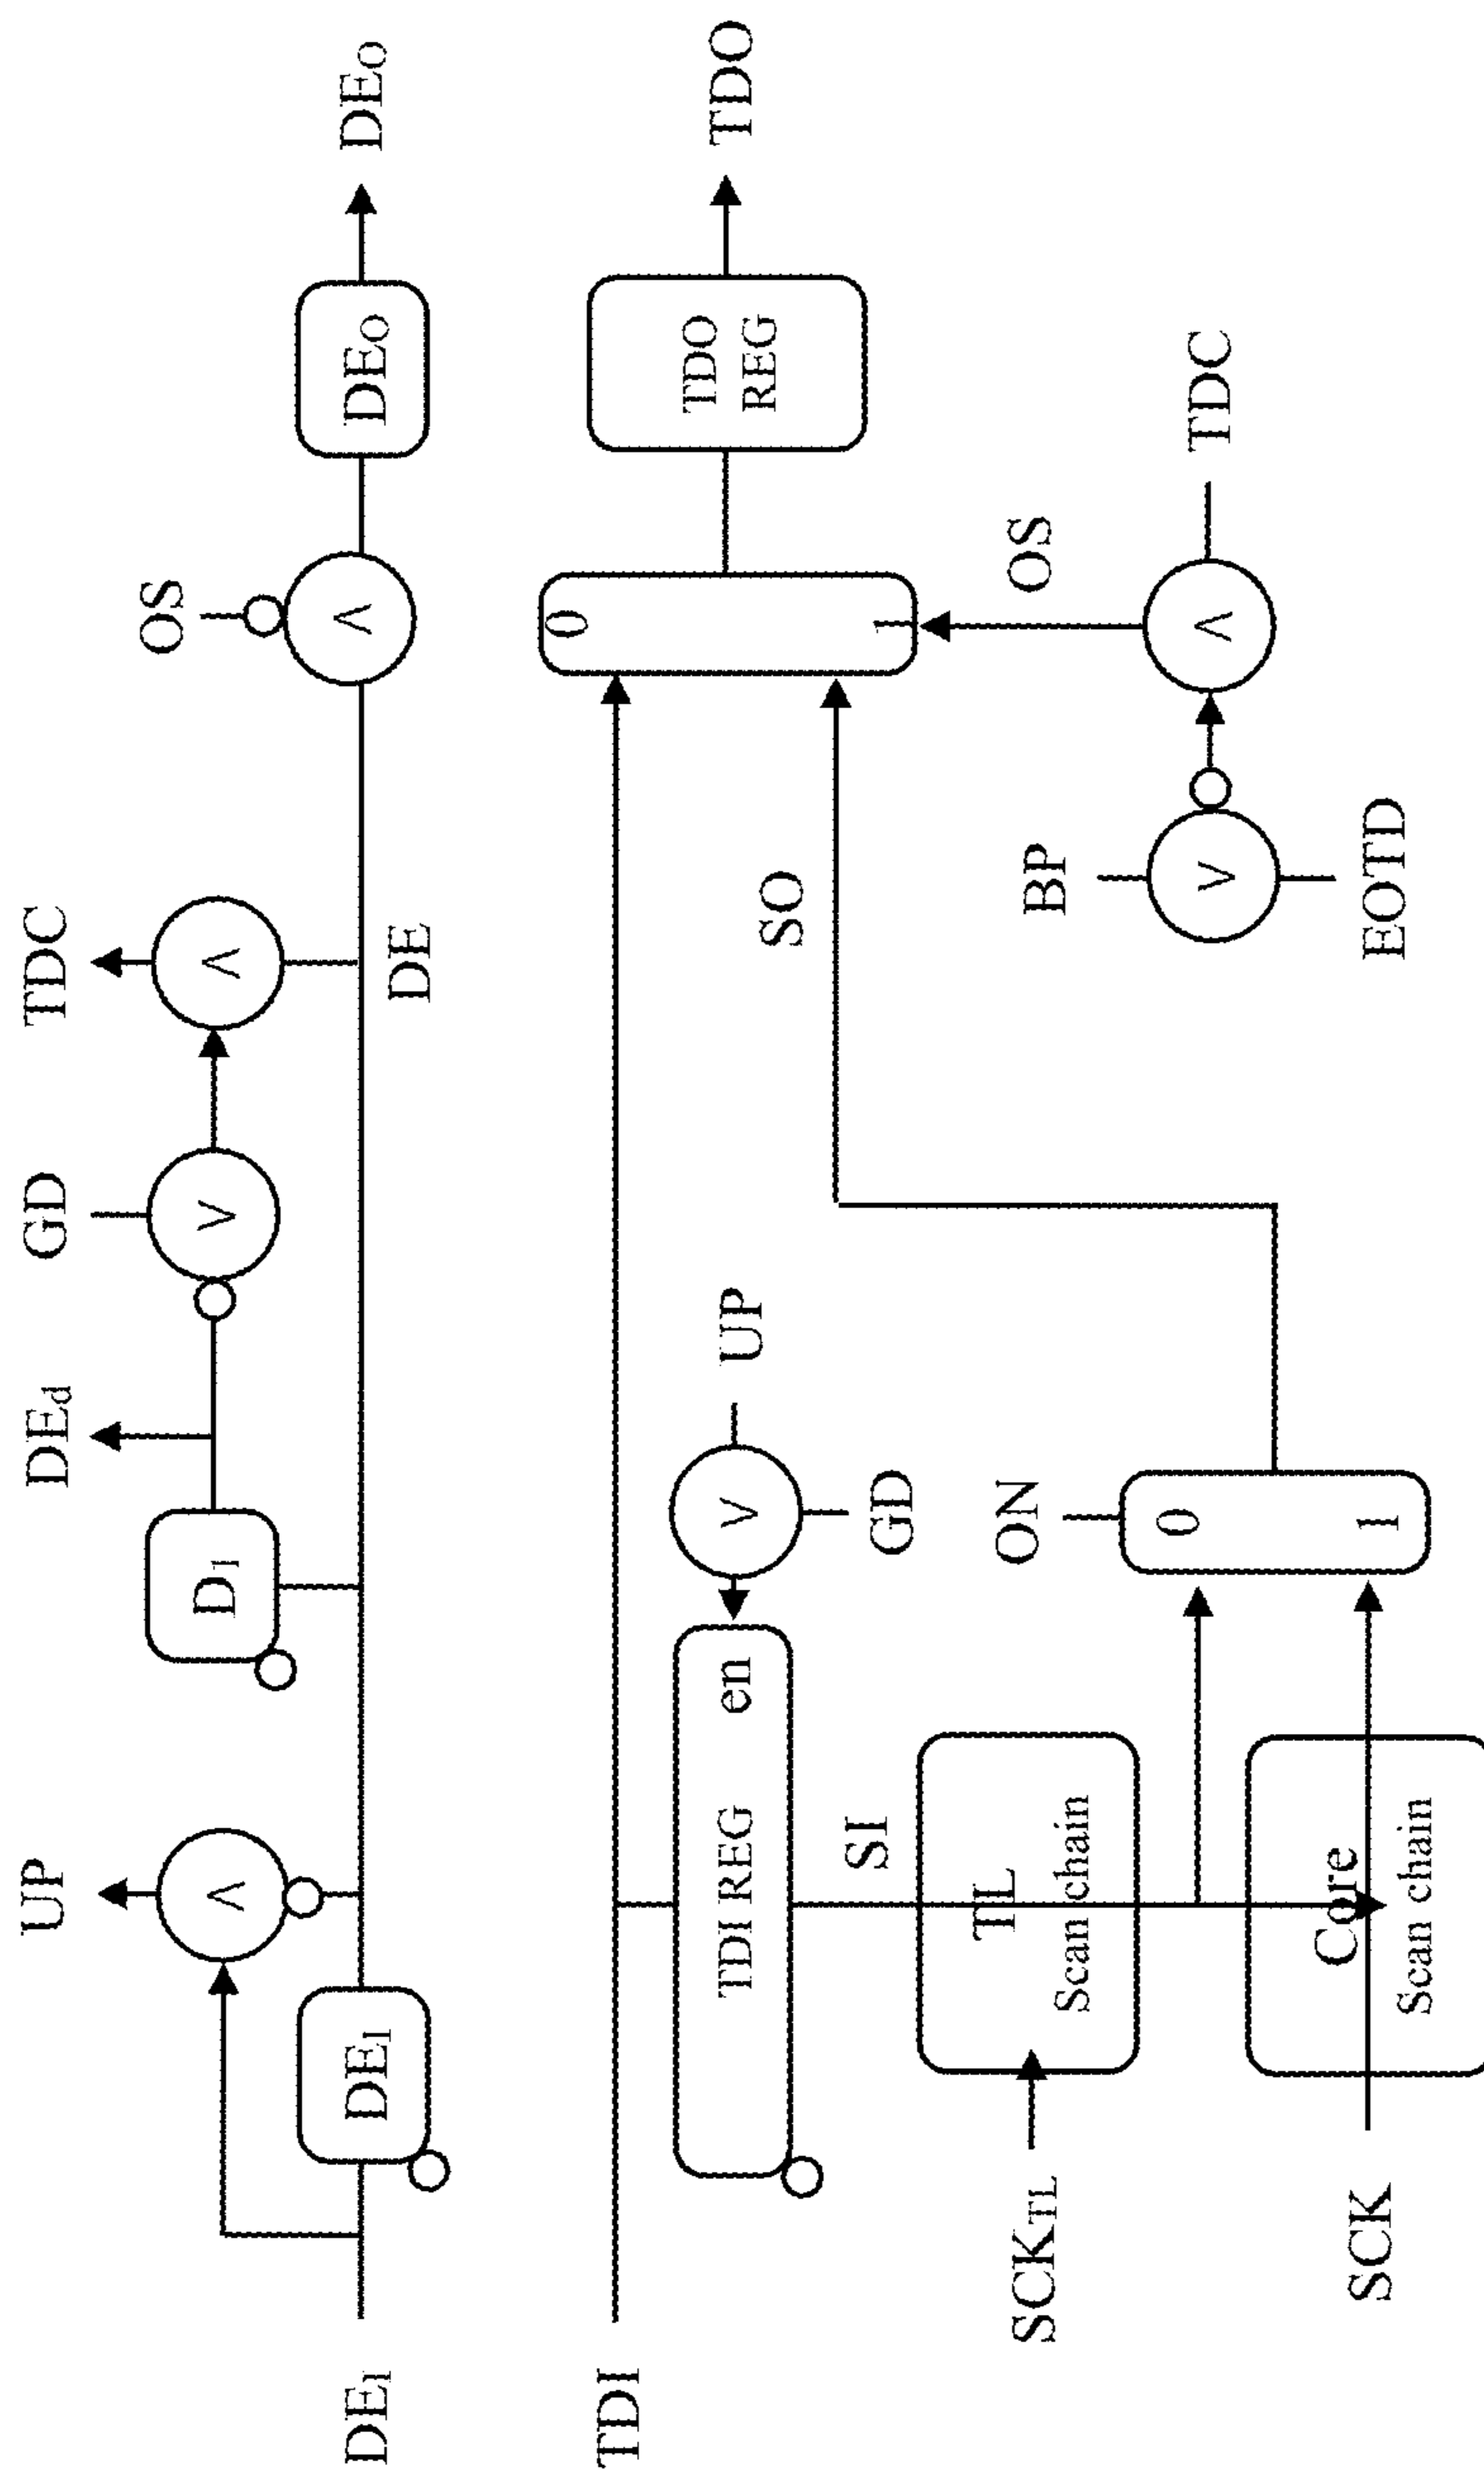 UP
DE_d
GD
TDC
OS
∧
D_I
∨
∧
DE_I
DE_I
∧
DE_O
DE_O
DE
0
1
TDI
TDI REG
en
∨
UP
GD
TDO
REG
TDO
SI
SO
TL
Scan chain
SCK_TL
ON
0
1
OS
BP
∨
∧
TDC
EOTD
Core
Scan chain
SCK